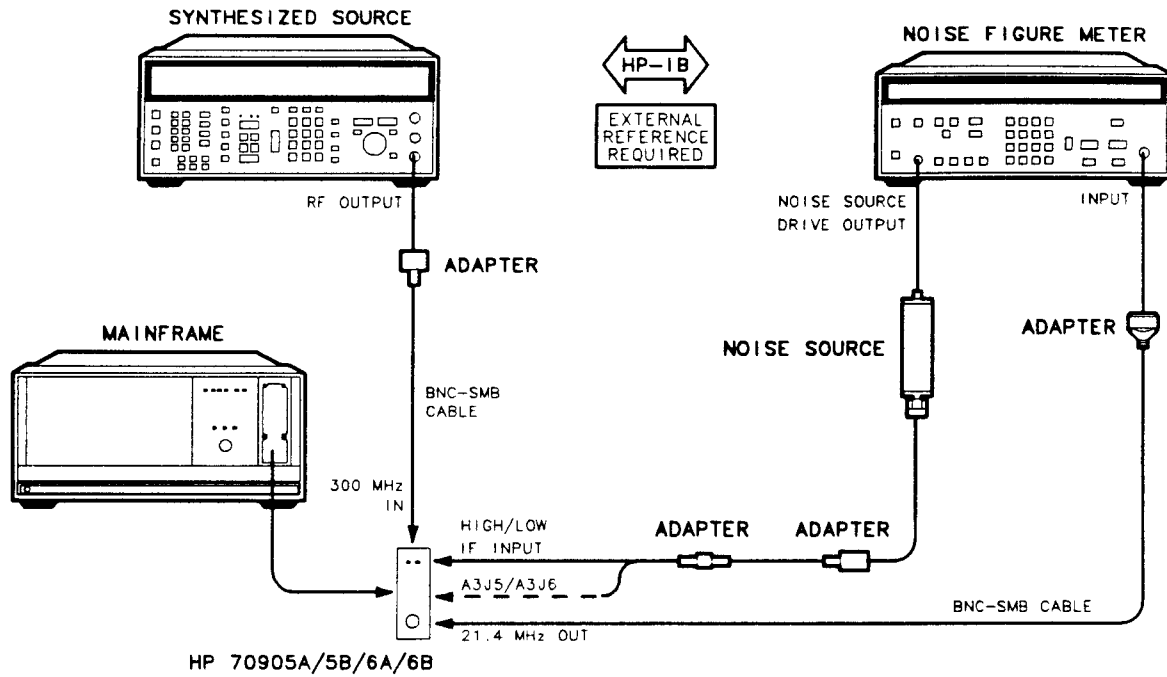 SYNTHESIZED SOURCE
HP-IB
EXTERNAL
REFERENCE
REQUIRED
NOISE FIGURE METER
RF OUTPUT
NOISE SOURCE
DRIVE OUTPUT
INPUT
ADAPTER
MAINFRAME
NOISE SOURCE
ADAPTER
BNC-SMB
CABLE
300 MHz
IN
HIGH/LOW
IF INPUT
ADAPTER
ADAPTER
A3J5/A3J6
BNC-SMB CABLE
21.4 MHz OUT
HP 70905A/5B/6A/6B